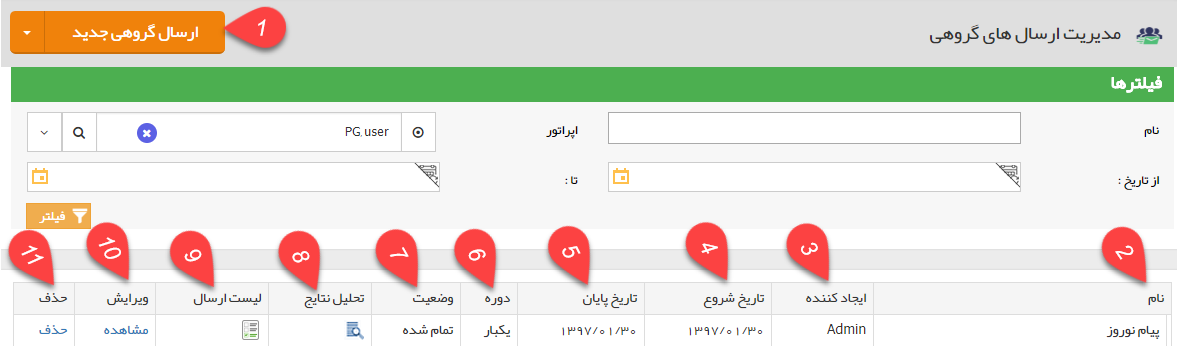 مدیریت ارسال های گروهی
ارسال گروهی جدید
1
فیلترها
نام
اپراتور
PG, user
از تاریخ :
تا :
فیلتر
2 3 4 5 6 7 8 9 10 11
نام ایجاد کننده تاریخ شروع تاریخ پایان دوره وضعیت تحلیل نتایج لیست ارسال ویرایش حذف
پیام نوروز Admin ۱۳۹۷/۰۱/۳۰ ۱۳۹۷/۰۱/۳۰ یکبار تمام شده مشاهده حذف